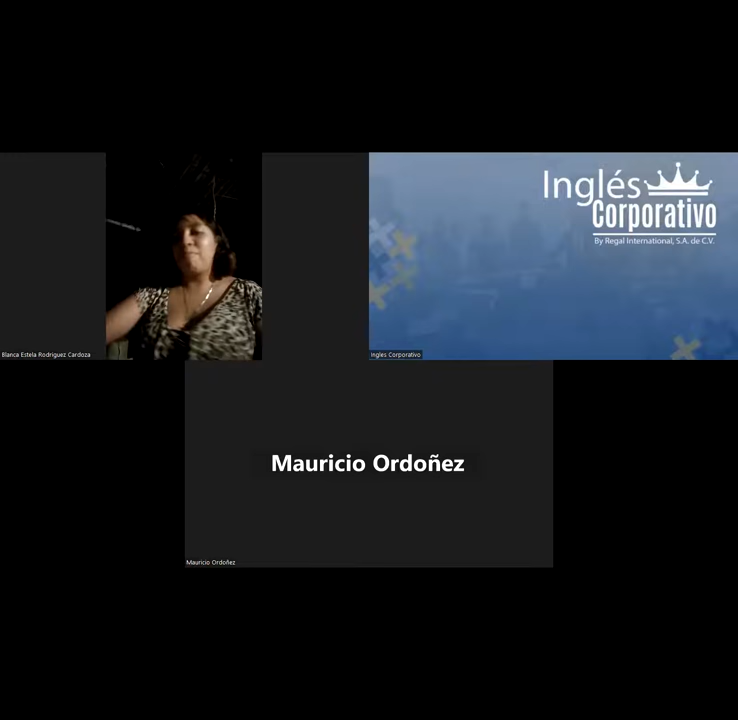 Inglés
Corporativo
By Regal International, S.A. de C.V.
Blanca Estela Rodriguez Cardoza
Ingles Corporativo
Mauricio Ordoñez
Mauricio Ordoñez